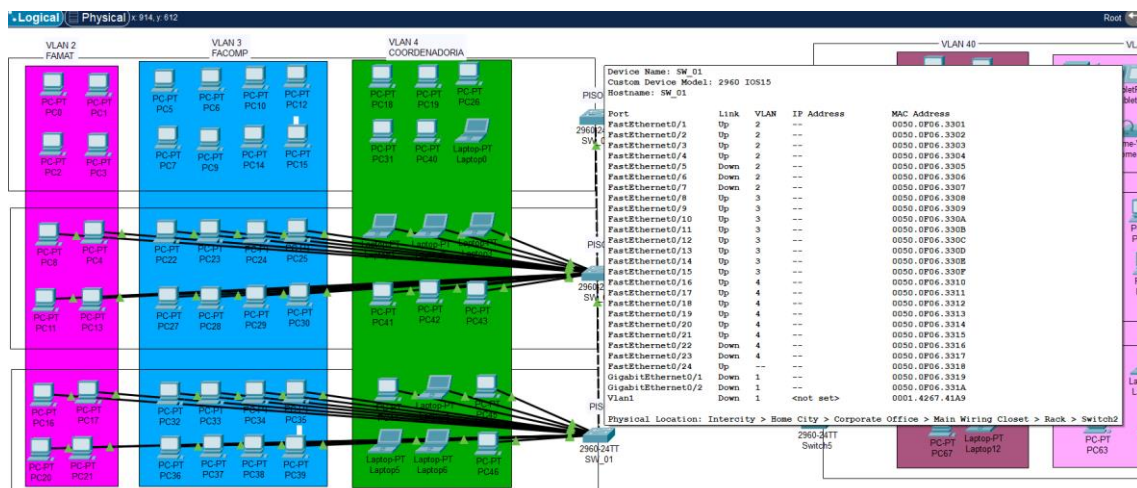 Logical
Physical
x: 914, y: 612
Root
VLAN 2
FAMAT
VLAN 3
FACOMP
VLAN 4
COORDENADORIA
VLAN 40
PC-PT
PC0
PC-PT
PC1
PC-PT
PC5
PC-PT
PC6
PC-PT
PC10
PC-PT
PC12
PC-PT
PC18
PC-PT
PC19
PC-PT
PC26
PC-PT
PC2
PC-PT
PC3
PC-PT
PC7
PC-PT
PC9
PC-PT
PC14
PC-PT
PC15
PC-PT
PC31
PC-PT
PC40
Laptop-PT
Laptop0
PC-PT
PC8
PC-PT
PC4
PC-PT
PC22
PC-PT
PC23
PC-PT
PC24
PC-PT
PC25
PC-PT
PC11
PC-PT
PC13
PC-PT
PC27
PC-PT
PC28
PC-PT
PC29
PC-PT
PC30
PC-PT
PC41
PC-PT
PC42
PC-PT
PC43
PC-PT
PC16
PC-PT
PC17
PC-PT
PC32
PC-PT
PC33
PC-PT
PC34
PC-PT
PC35
PC-PT
PC20
PC-PT
PC21
PC-PT
PC36
PC-PT
PC37
PC-PT
PC38
PC-PT
PC39
Laptop-PT
Laptop5
Laptop-PT
Laptop6
PC-PT
PC46
2960-24TT
SW_01
Device Name: SW_01
Custom Device Model: 2960 IOS15
Hostname: SW_01
Port Link VLAN IP Address MAC Address
FastEthernet0/1 Up 2 -- 0050.0F06.3301
FastEthernet0/2 Up 2 -- 0050.0F06.3302
FastEthernet0/3 Up 2 -- 0050.0F06.3303
FastEthernet0/4 Up 2 -- 0050.0F06.3304
FastEthernet0/5 Down 2 -- 0050.0F06.3305
FastEthernet0/6 Down 2 -- 0050.0F06.3306
FastEthernet0/7 Down 2 -- 0050.0F06.3307
FastEthernet0/8 Up 3 -- 0050.0F06.3308
FastEthernet0/9 Up 3 -- 0050.0F06.3309
FastEthernet0/10 Up 3 -- 0050.0F06.330A
FastEthernet0/11 Up 3 -- 0050.0F06.330B
FastEthernet0/12 Up 3 -- 0050.0F06.330C
FastEthernet0/13 Up 3 -- 0050.0F06.330D
FastEthernet0/14 Up 3 -- 0050.0F06.330E
FastEthernet0/15 Up 3 -- 0050.0F06.330F
FastEthernet0/16 Up 4 -- 0050.0F06.3310
FastEthernet0/17 Up 4 -- 0050.0F06.3311
FastEthernet0/18 Up 4 -- 0050.0F06.3312
FastEthernet0/19 Up 4 -- 0050.0F06.3313
FastEthernet0/20 Up 4 -- 0050.0F06.3314
FastEthernet0/21 Up 4 -- 0050.0F06.3315
FastEthernet0/22 Down 4 -- 0050.0F06.3316
FastEthernet0/23 Down 4 -- 0050.0F06.3317
FastEthernet0/24 Up -- -- 0050.0F06.3318
GigabitEthernet0/1 Down 1 -- 0050.0F06.3319
GigabitEthernet0/2 Down 1 -- 0050.0F06.331A
Vlan1 Down 1 <not set> 0001.4267.41A9
Physical Location: Intercity > Home City > Corporate Office > Main Wiring Closet > Rack > Switch2
2960-24TT
Switch5
PC-PT
PC67
Laptop-PT
Laptop12
PC-PT
PC63